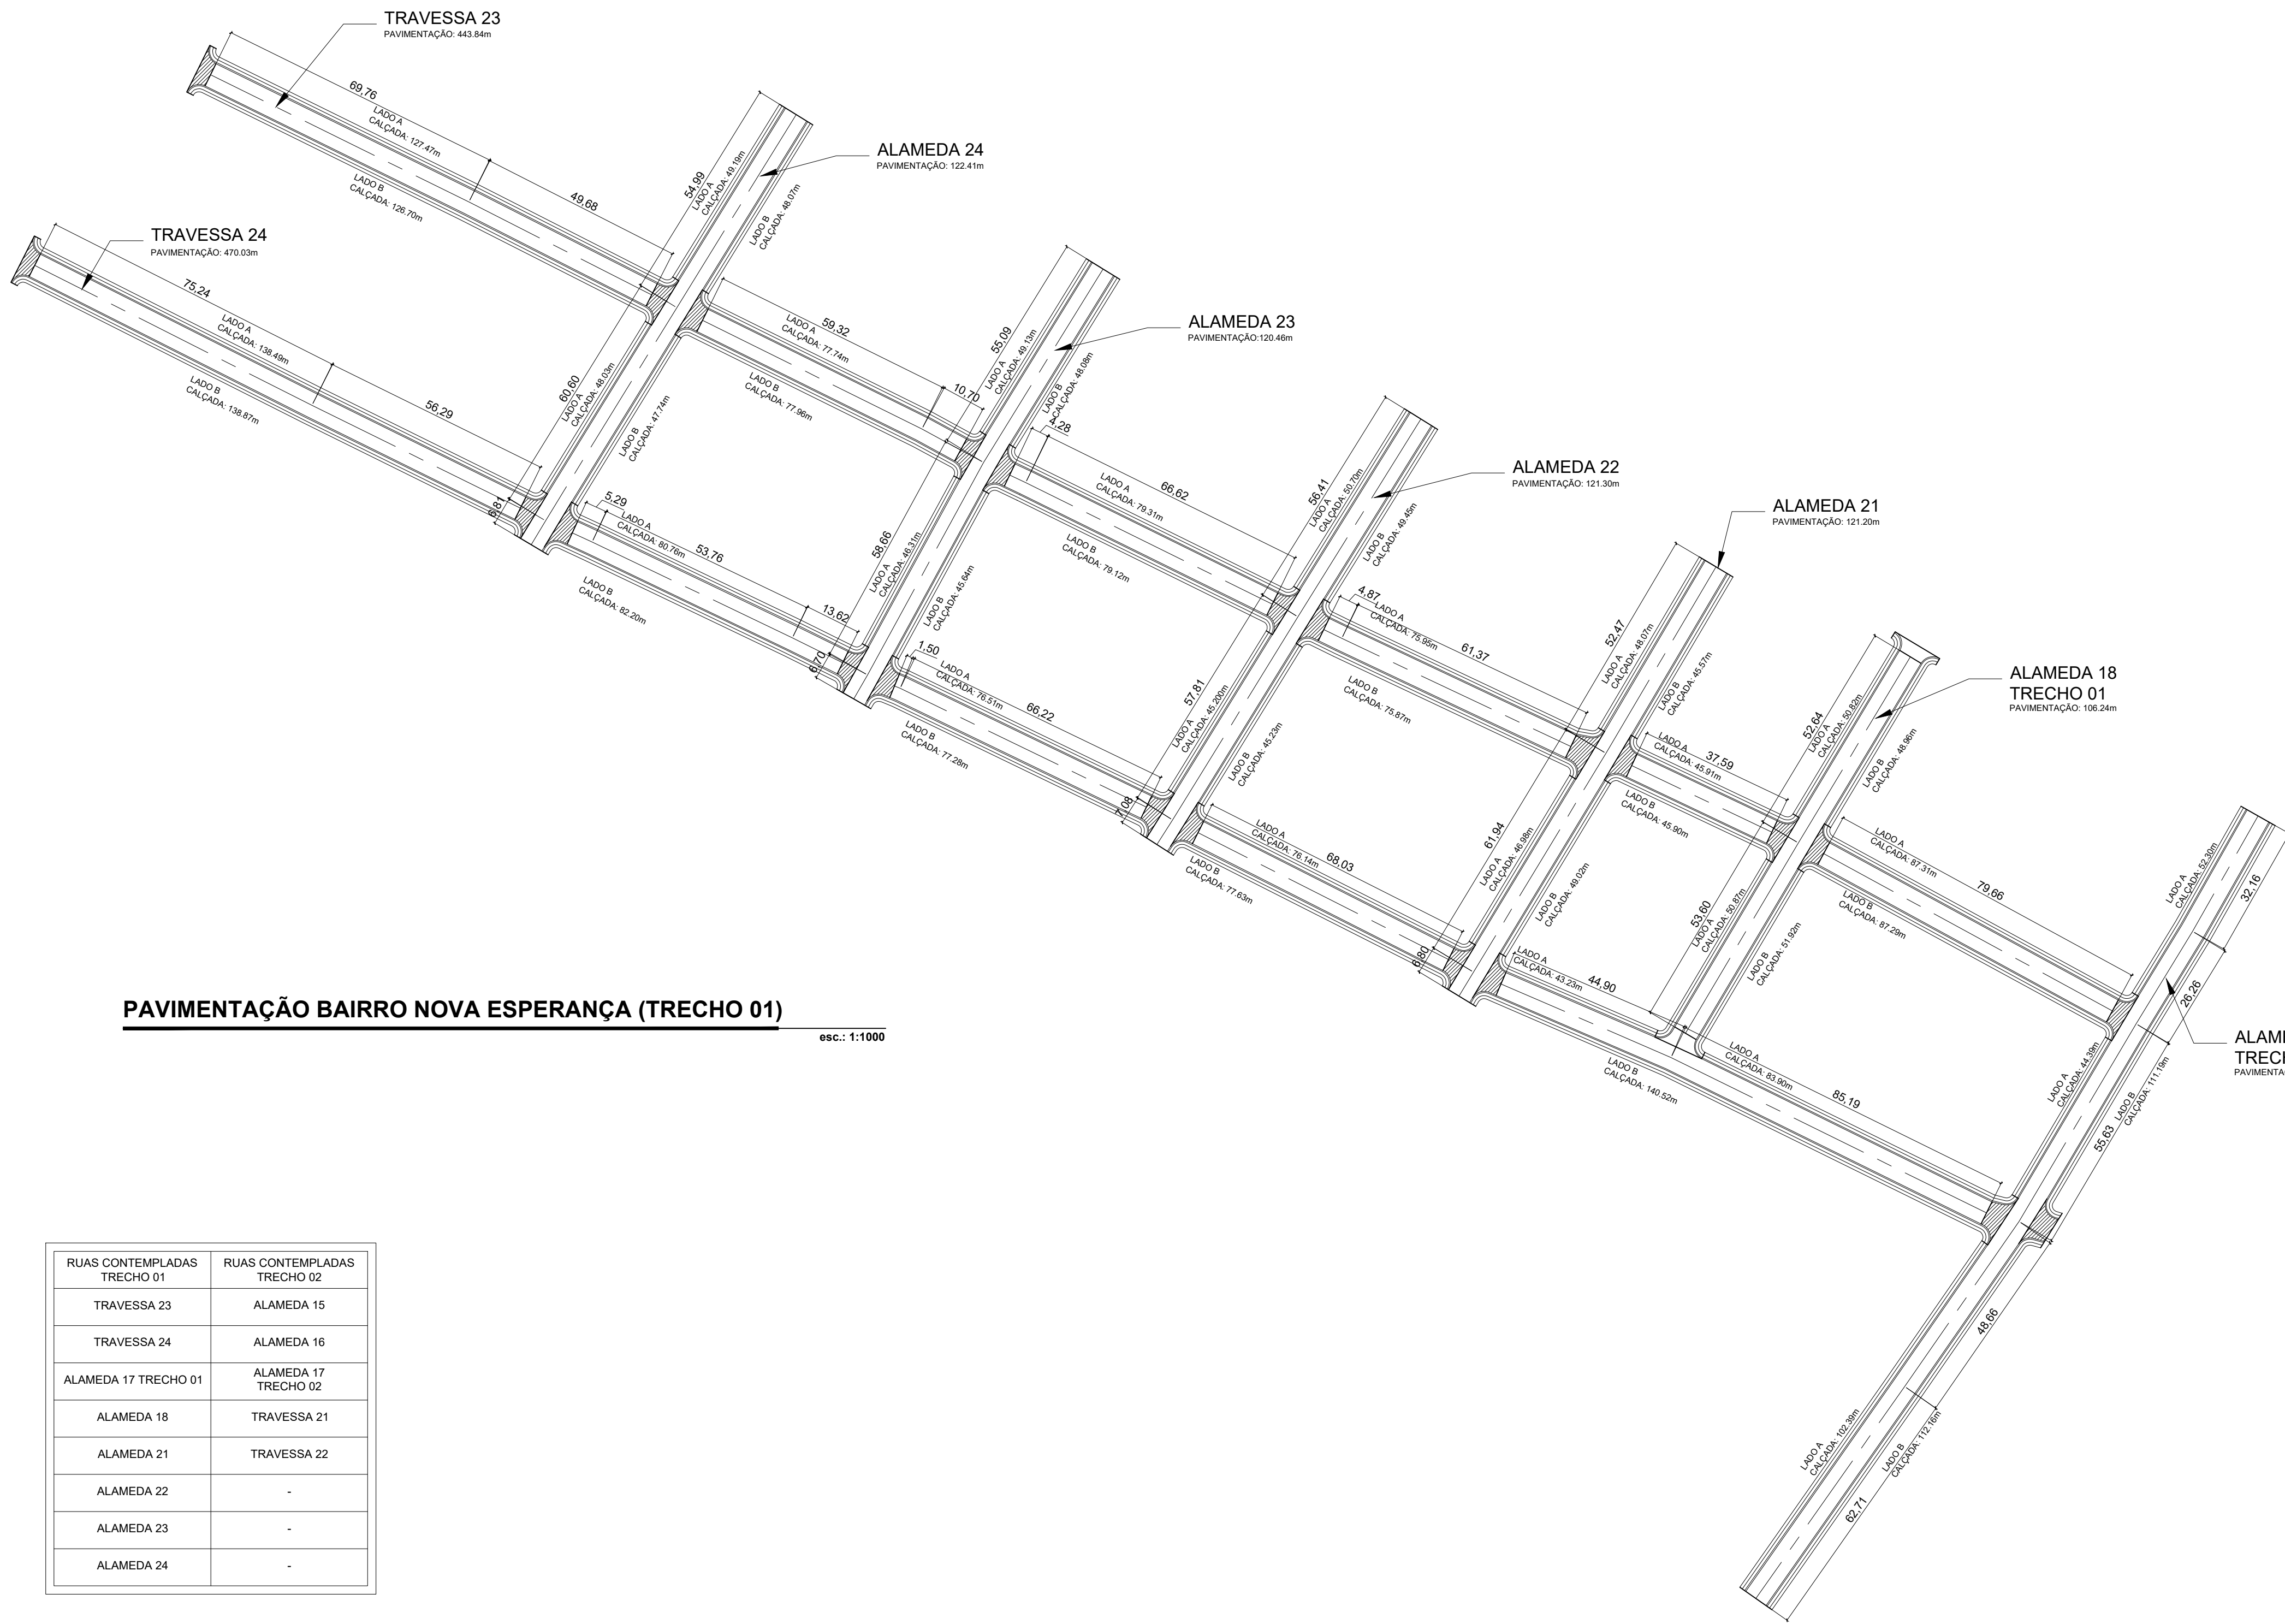 TRAVESSA 23
PAVIMENTAÇÃO: 443.84m
69,76
LADO A
CALÇADA: 127.47m
LADO B
CALÇADA: 126.70m
49,68
ALAMEDA 24
PAVIMENTAÇÃO: 122.41m
54,99
LADO A
CALÇADA: 49.19m
LADO B
CALÇADA: 48.07m
TRAVESSA 24
PAVIMENTAÇÃO: 470.03m
75,24
LADO A
CALÇADA: 138.49m
LADO B
CALÇADA: 138.87m
56,29
60,60
LADO A
CALÇADA: 48.03m
LADO B
CALÇADA: 47.74m
6,81
59,32
LADO A
CALÇADA: 77.74m
LADO B
CALÇADA: 77.96m
10,70
ALAMEDA 23
PAVIMENTAÇÃO:120.46m
55,09
LADO A
CALÇADA: 49.13m
LADO B
CALÇADA: 48.08m
5,29
LADO A
CALÇADA: 80.76m
53,76
LADO B
CALÇADA: 82.20m
13,62
58,66
LADO A
CALÇADA: 46.31m
LADO B
CALÇADA: 45.64m
6,70
4,28
LADO A
CALÇADA: 79.31m
66,62
LADO B
CALÇADA: 79.12m
ALAMEDA 22
PAVIMENTAÇÃO: 121.30m
56,41
LADO A
CALÇADA: 50.70m
LADO B
CALÇADA: 49.45m
1,50
LADO A
CALÇADA: 76.51m
66,22
LADO B
CALÇADA: 77.28m
57,81
LADO A
CALÇADA: 45.200m
LADO B
CALÇADA: 45.23m
7,08
4,87
LADO A
CALÇADA: 75.95m
61,37
LADO B
CALÇADA: 75.87m
ALAMEDA 21
PAVIMENTAÇÃO: 121.20m
52,47
LADO A
CALÇADA: 48.07m
LADO B
CALÇADA: 45.57m
LADO A
CALÇADA: 76.14m
68,03
LADO B
CALÇADA: 77.63m
61,94
LADO A
CALÇADA: 46.98m
LADO B
CALÇADA: 49.02m
6,80
LADO A
CALÇADA: 45.91m
37,59
LADO B
CALÇADA: 45.90m
ALAMEDA 18
TRECHO 01
PAVIMENTAÇÃO: 106.24m
52,64
LADO A
CALÇADA: 50.82m
LADO B
CALÇADA: 48.96m
53,60
LADO A
CALÇADA: 50.87m
LADO B
CALÇADA: 51.92m
LADO A
CALÇADA: 43.23m
44,90
LADO A
CALÇADA: 87.31m
79,66
LADO B
CALÇADA: 87.29m
LADO A
CALÇADA: 52.30m
32,16
26,26
LADO A
CALÇADA: 83.90m
85,19
LADO B
CALÇADA: 140.52m
LADO A
CALÇADA: 44.39m
LADO B
CALÇADA: 111.19m
55,63
48,66
LADO A
CALÇADA: 102.39m
LADO B
CALÇADA: 112.16m
62,71
PAVIMENTAÇÃO BAIRRO NOVA ESPERANÇA (TRECHO 01)
esc.: 1:1000
RUAS CONTEMPLADAS TRECHO 01
RUAS CONTEMPLADAS TRECHO 02
TRAVESSA 23
ALAMEDA 15
TRAVESSA 24
ALAMEDA 16
ALAMEDA 17 TRECHO 01
ALAMEDA 17
TRECHO 02
ALAMEDA 18
TRAVESSA 21
ALAMEDA 21
TRAVESSA 22
ALAMEDA 22
-
ALAMEDA 23
-
ALAMEDA 24
-